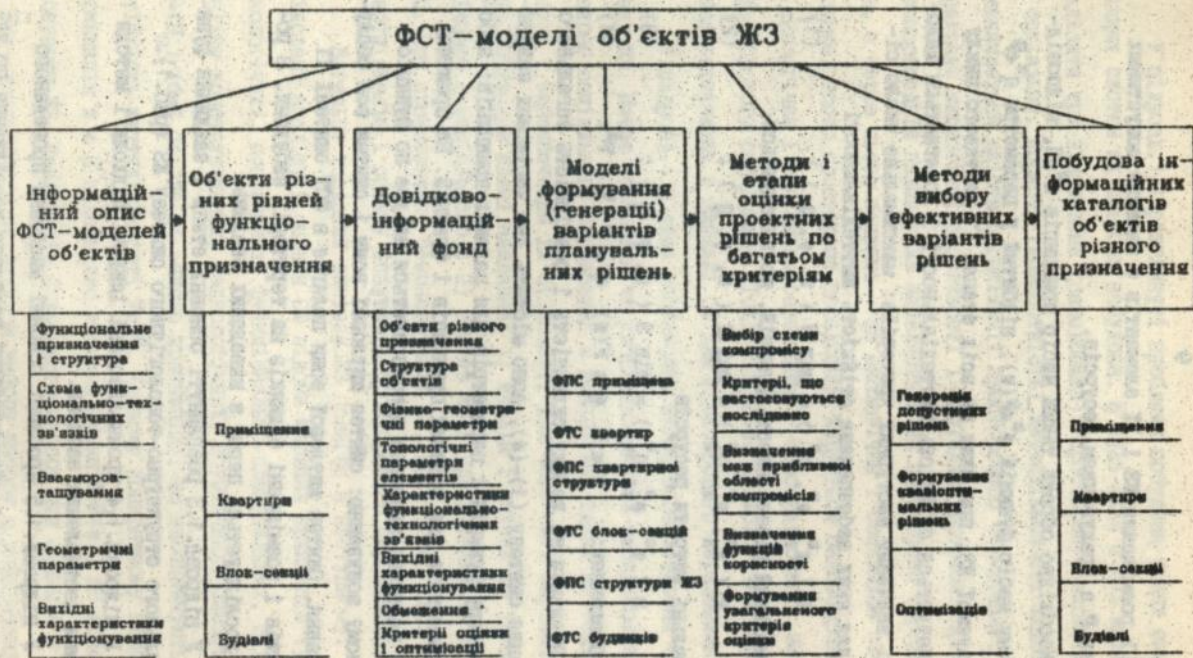 9
ФСТ-моделі об'єктів ЖЗ
Інформацій-
ний опис
ФСТ-моделей
об'єктів
Функціональне
призначення
і структура
Схема функ-
ціонально-тех-
нологічних
зв'язків
Взаєморов-
ташування
Геометричні
параметри
Вихідні
характеристики
функціонування
Об'єкти різ-
них рівней
функціо-
нального
призначення
Приміщення
Квартири
Блок-секції
Будівлі
Довідково-
інформацій-
ний фонд
Об'єкти різного
призначення
Структура
об'єктів
Фізико-геометри-
чні параметри
Топологічні
параметри
елементів
Характеристики
функціонально-
технологічних
зв'язків
Вихідні
характеристики
функціонування
Обмеження
Критерії оцінки
і оптимізації
Моделі
формування
(генерації)
варіантів
плануваль-
них рішень
ФПС приміщень
ФТС квартир
ФПС квартирної
структури
ФТС блок-секцій
ФПС структури ЖЗ
ФТС будинків
Методи і
етапи
оцінки
проектних
рішень по
багатьом
критеріям
Вибір схеми
компромісу
Критерії, що
застосовуються
послідовно
Визначення
меж прибливної
області
компромісів
Визначення
функцій
корисності
Формування
узагальненого
критерія
оцінки
Методи
вибору
ефективних
варіантів
рішень
Генерація
допустимих
рішень
Формування
квазіопти-
мальних
рішень
Оптимізація
Побудова ін-
формаційних
каталогів
об'єктів
різного
призначення
Приміщення
Квартири
Блок-секції
Будівлі